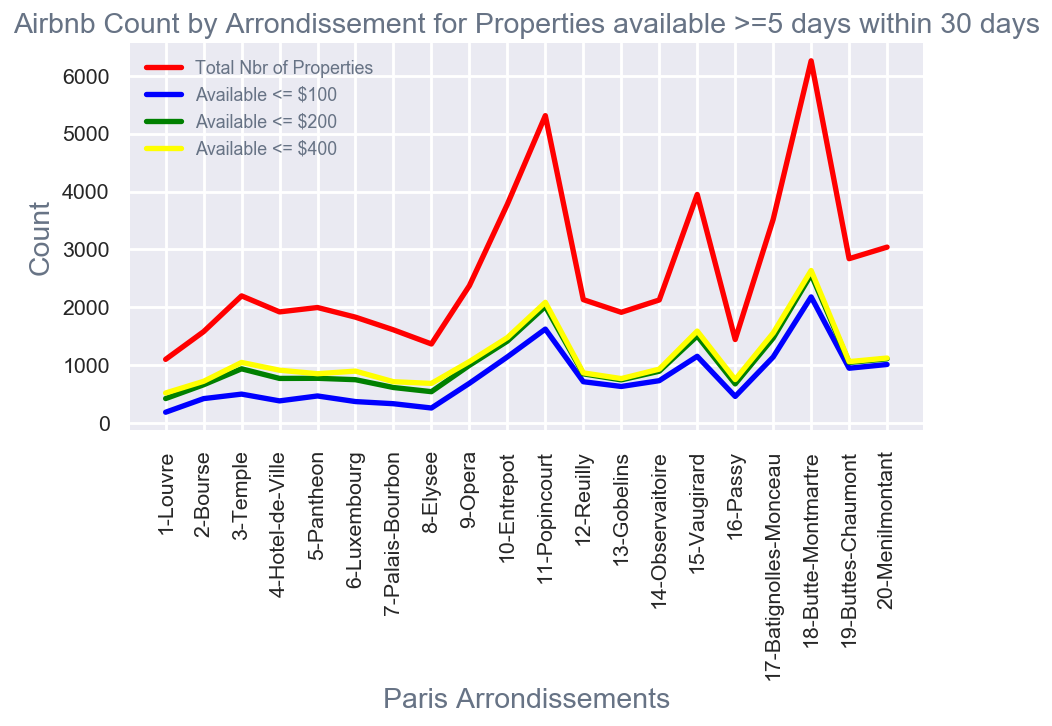 Airbnb Count by Arrondissement for Properties available >=5 days within 30 days
Total Nbr of Properties
Available <= $100
Available <= $200
Available <= $400
Count
6000
5000
4000
3000
2000
1000
0
1-Louvre
2-Bourse
3-Temple
4-Hotel-de-Ville
5-Pantheon
6-Luxembourg
7-Palais-Bourbon
8-Elysee
9-Opera
10-Entrepot
11-Popincourt
12-Reuilly
13-Gobelins
14-Observaitoire
15-Vaugirard
16-Passy
17-Batignolles-Monceau
18-Butte-Montmartre
19-Buttes-Chaumont
20-Menilmontant
Paris Arrondissements